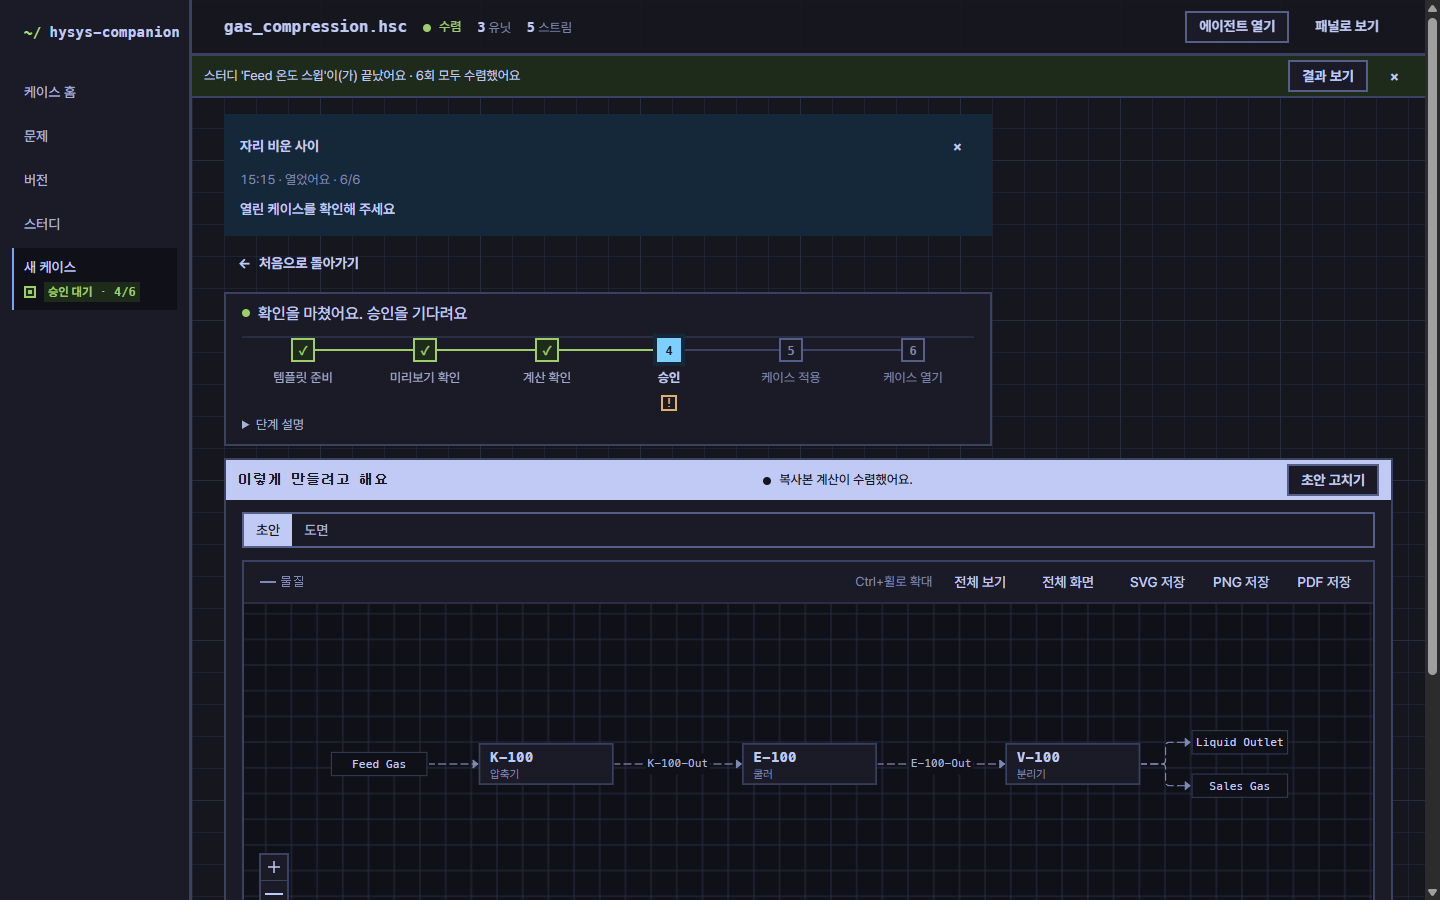 ~/ hysys-companion
케이스 홈
문제
버전
스터디
새 케이스
승인 대기 · 4/6
gas_compression.hsc
수렴
3 유닛
5 스트림
에이전트 열기
패널로 보기
스터디 'Feed 온도 스윕'이(가) 끝났어요 · 6회 모두 수렴했어요
결과 보기
×
자리 비운 사이
×
15:15 · 열었어요 · 6/6
열린 케이스를 확인해 주세요
← 처음으로 돌아가기
확인을 마쳤어요. 승인을 기다려요
✓ ✓ ✓ 4 5 6
템플릿 준비
미리보기 확인
계산 확인
승인
케이스 적용
케이스 열기
!
▶ 단계 설명
이렇게 만들려고 해요
복사본 계산이 수렴했어요.
초안 고치기
초안
도면
물질
Ctrl+휠로 확대
전체 보기
전체 화면
SVG 저장
PNG 저장
PDF 저장
Feed Gas
K-100
압축기
K-100-Out
E-100
쿨러
E-100-Out
V-100
분리기
Liquid Outlet
Sales Gas
+
—